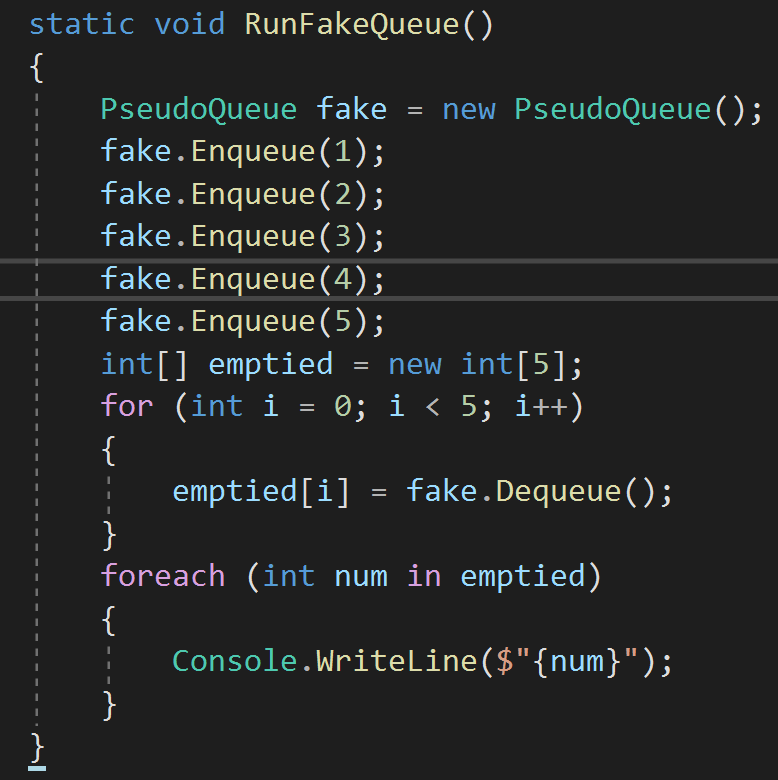 static void RunFakeQueue()
{
    PseudoQueue fake = new PseudoQueue();
    fake.Enqueue(1);
    fake.Enqueue(2);
    fake.Enqueue(3);
    fake.Enqueue(4);
    fake.Enqueue(5);
    int[] emptied = new int[5];
    for (int i = 0; i < 5; i++)
    {
        emptied[i] = fake.Dequeue();
    }
    foreach (int num in emptied)
    {
        Console.WriteLine($"{num}");
    }
}